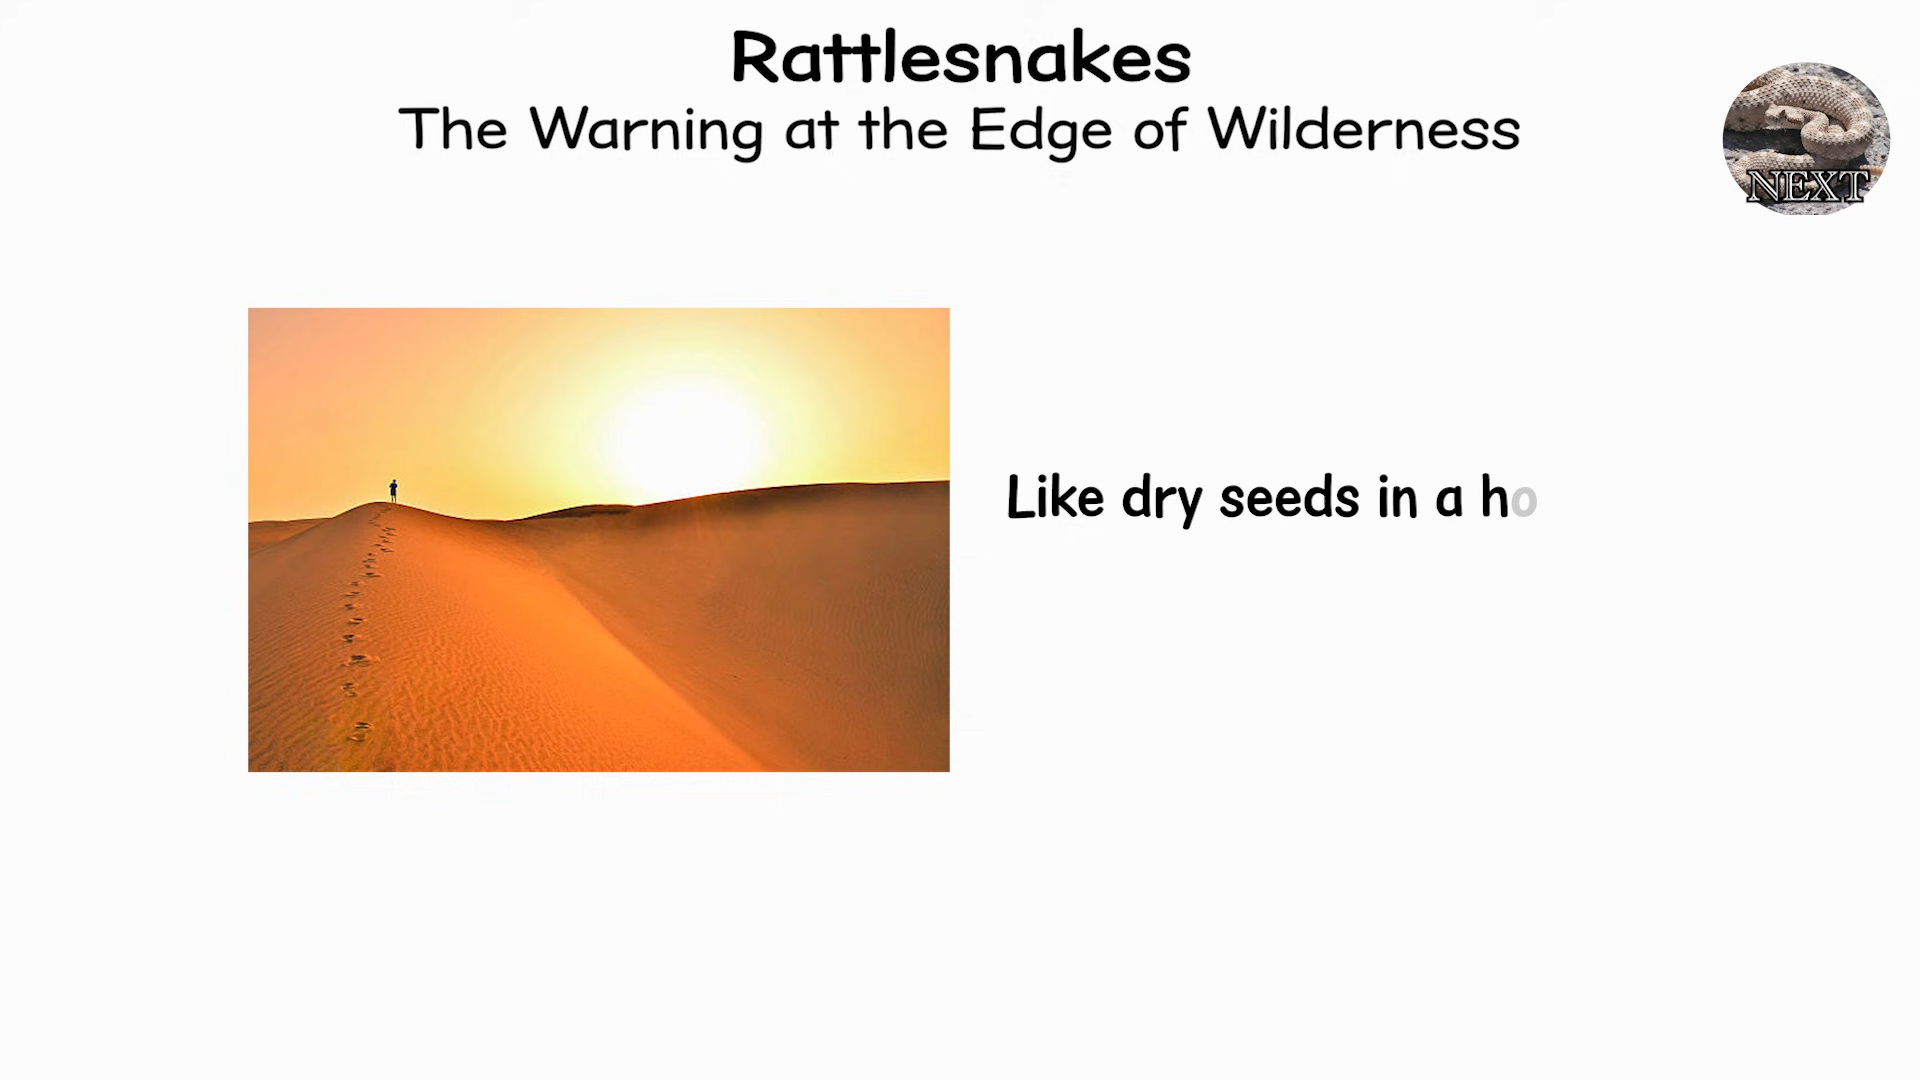 Rattlesnakes
The Warning at the Edge of Wilderness
NEXT
Like dry seeds in a ho